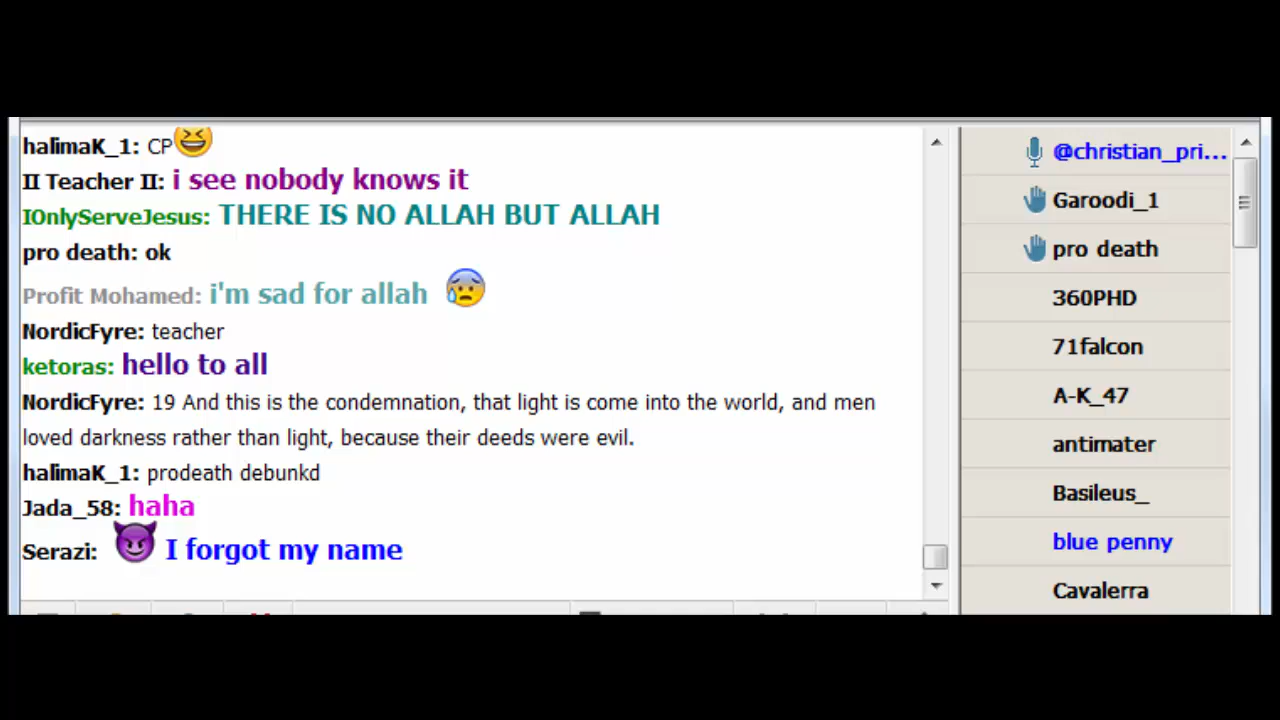 halimaK_1: CP
II Teacher II: i see nobody knows it
IOnlyServeJesus: THERE IS NO ALLAH BUT ALLAH
pro death: ok
Profit Mohamed: i'm sad for allah
NordicFyre: teacher
ketoras: hello to all
NordicFyre: 19 And this is the condemnation, that light is come into the world, and men
loved darkness rather than light, because their deeds were evil.
halimaK_1: prodeath debunkd
Jada_58: haha
Serazi: I forgot my name
@christian_pri...
Garoodi_1
pro death
360PHD
71falcon
A-K_47
antimater
Basileus_
blue penny
Cavalerra